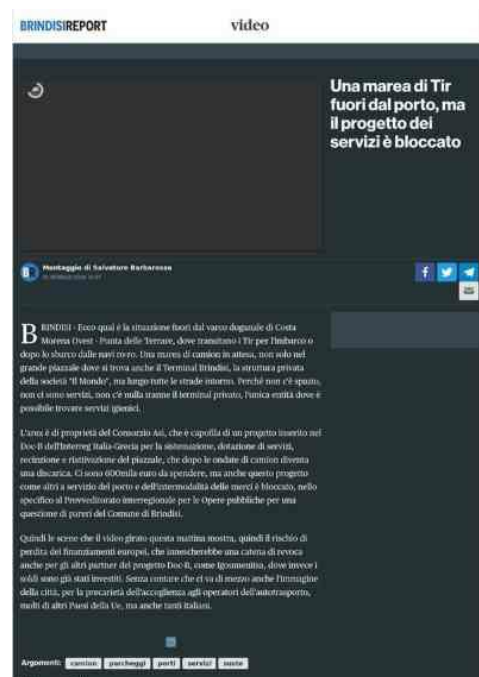 BRINDISIREPORT
video
Una marea di Tir
fuori dal porto, ma
il progetto dei
servizi è bloccato
Montaggio di Salvatore Barbarossa
BRINDISI - Ecco qual è la situazione fuori dal varco doganale di Costa
Morena Ovest - Punta delle Terrare, dove transitano i Tir per l'imbarco o
dopo lo sbarco dalle navi ro-ro. Una marea di camion in attesa, non solo nel
grande piazzale dove si trova anche il Terminal Brindisi, la struttura privata
della società "Il Mondo", ma lungo tutte le strade intorno. Perché non c'è spazio,
non ci sono servizi, non c'è nulla tranne il terminal privato, l'unica entità dove è
possibile trovare servizi igienici.
L'area è di proprietà del Consorzio Asi, che è capofila di un progetto inserito nel
Doc-B dell'Interreg Italia-Grecia per la sistemazione, dotazione di servizi,
recinzione e riattivazione del piazzale, che dopo le ondate di camion diventa
una discarica. Ci sono 600mila euro da spendere, ma anche questo progetto
come altri a servizio del porto e dell'intermodalità delle merci è bloccato, nello
specifico al Provveditorato interregionale per le Opere pubbliche per una
questione di pareri del Comune di Brindisi.
Quindi le scene che il video girato questa mattina mostra, quindi il rischio di
perdita dei finanziamenti europei, che innescherebbe una catena di revoca
anche per gli altri partner del progetto Doc-B, come Igoumenitsa, dove invece i
soldi sono già stati investiti. Senza contare che ci va di mezzo anche l'immagine
della città, per la precarietà dell'accoglienza agli operatori dell'autotrasporto,
molti di altri Paesi della Ue, ma anche tanti italiani.
Argomenti: camion parcheggi porti servizi soste